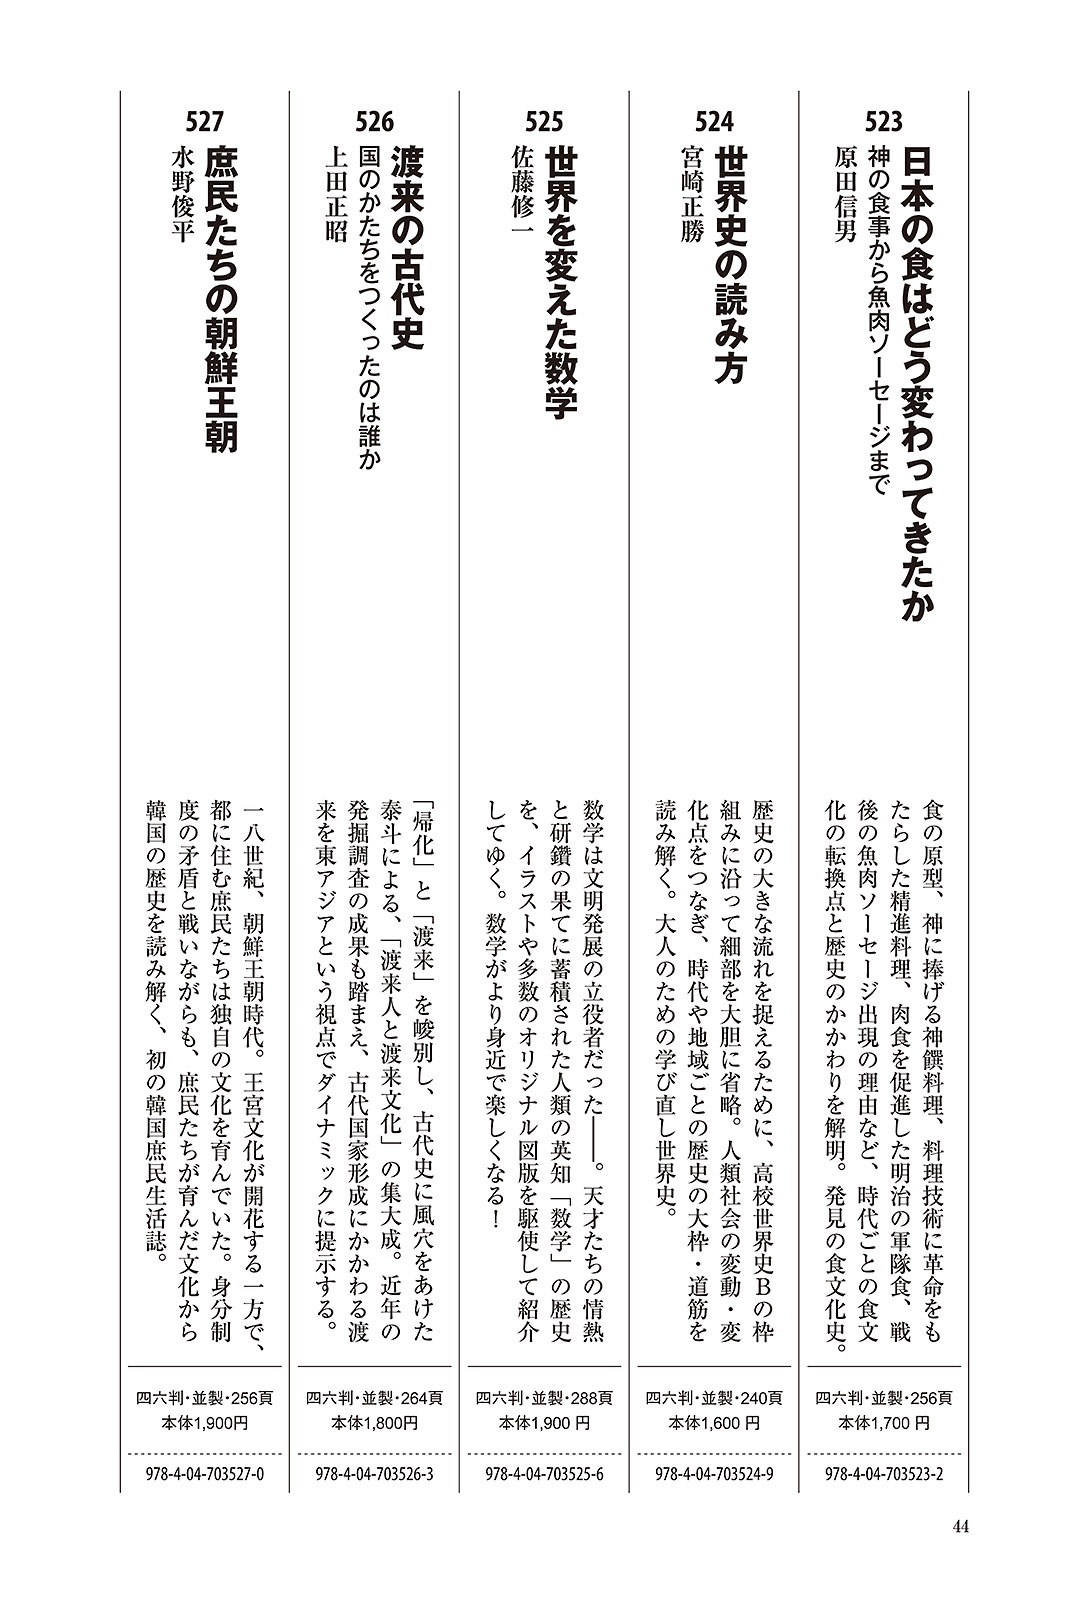 523
日本の食はどう変わってきたか
神の食事から魚肉ソーセージまで
原田信男
食の原型、神に捧げる神饌料理、料理技術に革命をも
たらした精進料理、肉食を促進した明治の軍隊食、戦
後の魚肉ソーセージ出現の理由など、時代ごとの食文
化の転換点と歴史のかかわりを解明。発見の食文化史。
四六判・並製・256頁
本体1,700 円
978-4-04-703523-2
524
世界史の読み方
宮崎正勝
歴史の大きな流れを捉えるために、高校世界史Ｂの枠
組みに沿って細部を大胆に省略。人類社会の変動・変
化点をつなぎ、時代や地域ごとの歴史の大枠・道筋を
読み解く。大人のための学び直し世界史。
四六判・並製・240頁
本体1,600 円
978-4-04-703524-9
525
世界を変えた数学
佐藤修一
数学は文明発展の立役者だった――。天才たちの情熱
と研鑽の果てに蓄積された人類の英知「数学」の歴史
を、イラストや多数のオリジナル図版を駆使して紹介
してゆく。数学がより身近で楽しくなる！
四六判・並製・288頁
本体1,900 円
978-4-04-703525-6
526
渡来の古代史
国のかたちをつくったのは誰か
上田正昭
「帰化」と「渡来」を峻別し、古代史に風穴をあけた
泰斗による、「渡来人と渡来文化」の集大成。近年の
発掘調査の成果も踏まえ、古代国家形成にかかわる渡
来を東アジアという視点でダイナミックに提示する。
四六判・並製・264頁
本体1,800円
978-4-04-703526-3
527
庶民たちの朝鮮王朝
水野俊平
一八世紀、朝鮮王朝時代。王宮文化が開花する一方で、
都に住む庶民たちは独自の文化を育んでいた。身分制
度の矛盾と戦いながらも、庶民たちが育んだ文化から
韓国の歴史を読み解く、初の韓国庶民生活誌。
四六判・並製・256頁
本体1,900円
978-4-04-703527-0
44